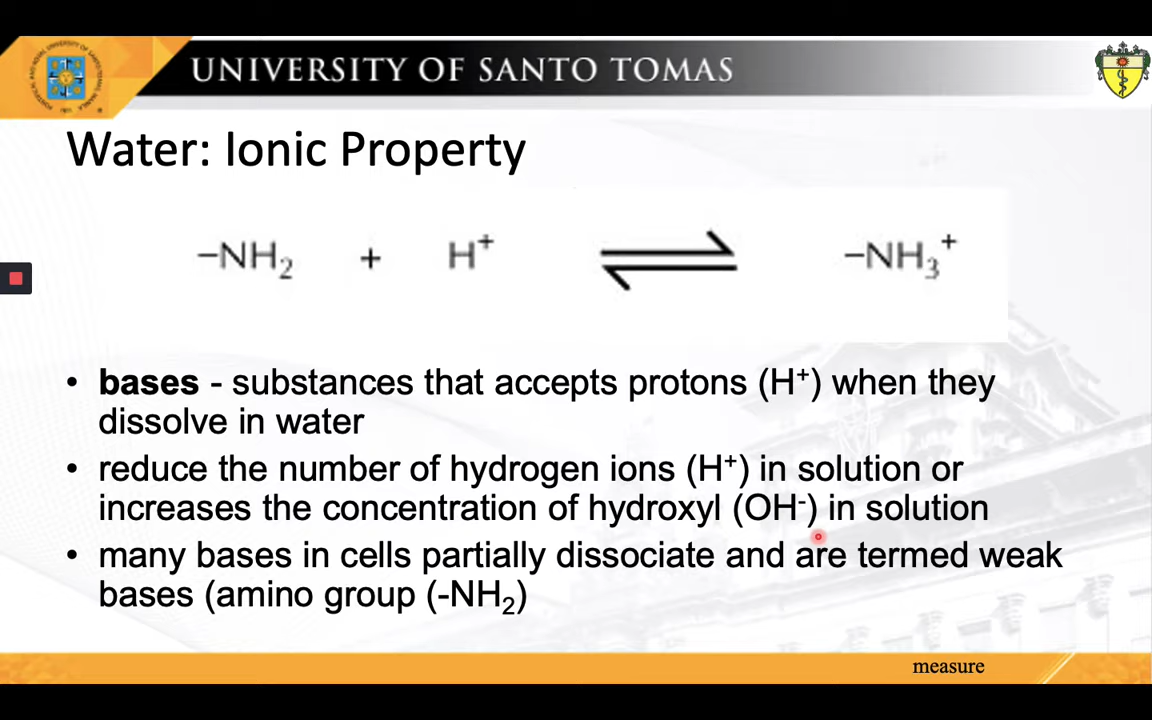 UNIVERSITY OF SANTO TOMAS
Water: Ionic Property
–NH₂ + H⁺ ⇌ –NH₃⁺
• bases - substances that accepts protons (H⁺) when they
dissolve in water
• reduce the number of hydrogen ions (H⁺) in solution or
increases the concentration of hydroxyl (OH⁻) in solution
• many bases in cells partially dissociate and are termed weak
bases (amino group (-NH₂)
measure